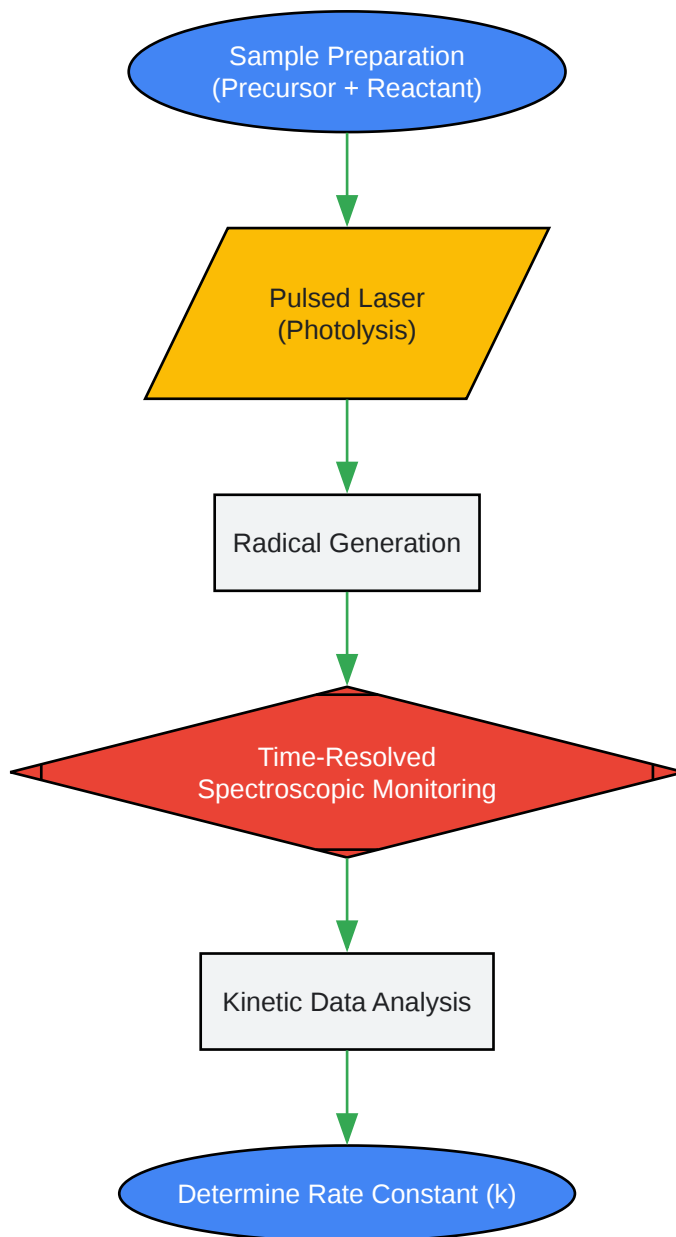 Sample Preparation
(Precursor + Reactant)
Pulsed Laser
(Photolysis)
Radical Generation
Time-Resolved
Spectroscopic Monitoring
Kinetic Data Analysis
Determine Rate Constant (k)